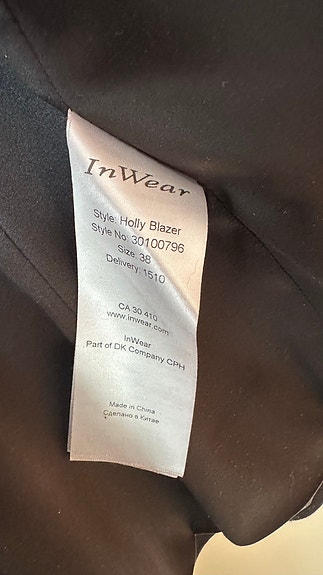 InWear
Style: Holly Blazer
Style No: 30100796
Size: 38
Delivery: 1510
CA 30 410
www.inwear.com
InWear
Part of DK Company CPH
Made in China
Сделано в Китае